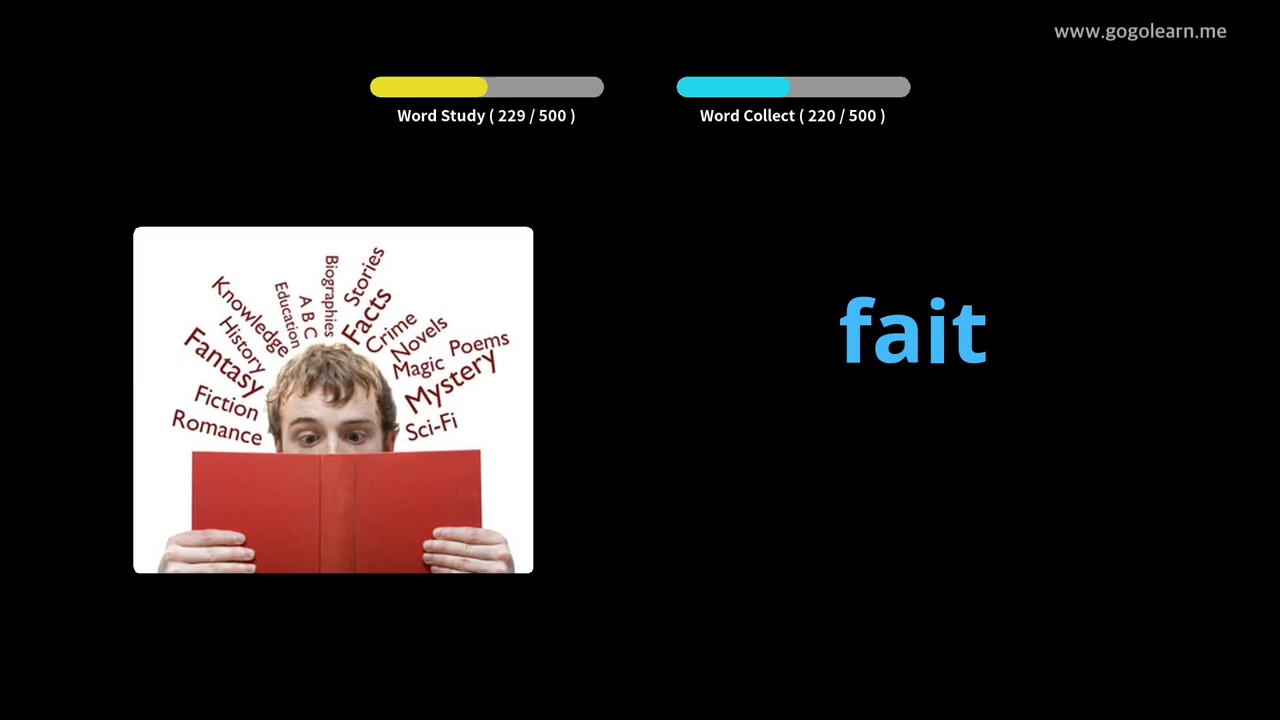 www.gogolearn.me
Word Study ( 229 / 500 )
Word Collect ( 220 / 500 )
Romance
Fiction
Fantasy
History
Knowledge
Education
A B C
Biographies
Stories
Facts
Crime
Novels
Magic
Poems
Mystery
Sci-Fi
fait